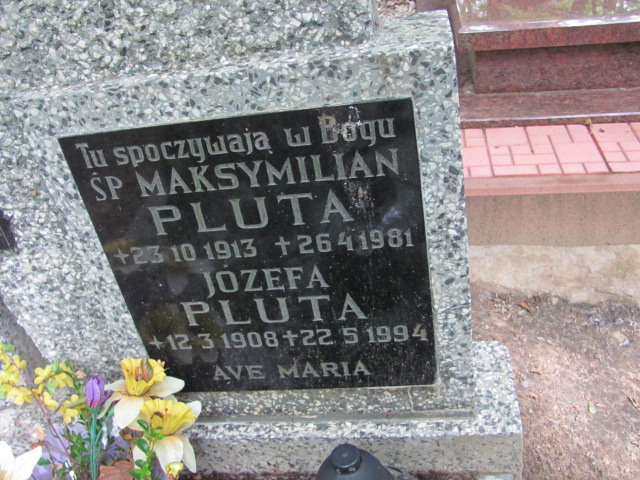 Tu spoczywają w Bogu
ŚP MAKSYMILIAN
PLUTA
+23 10 1913 +26 4 1981
JÓZEFA
PLUTA
+12.3 1908 +22.5 1994
AVE MARIA